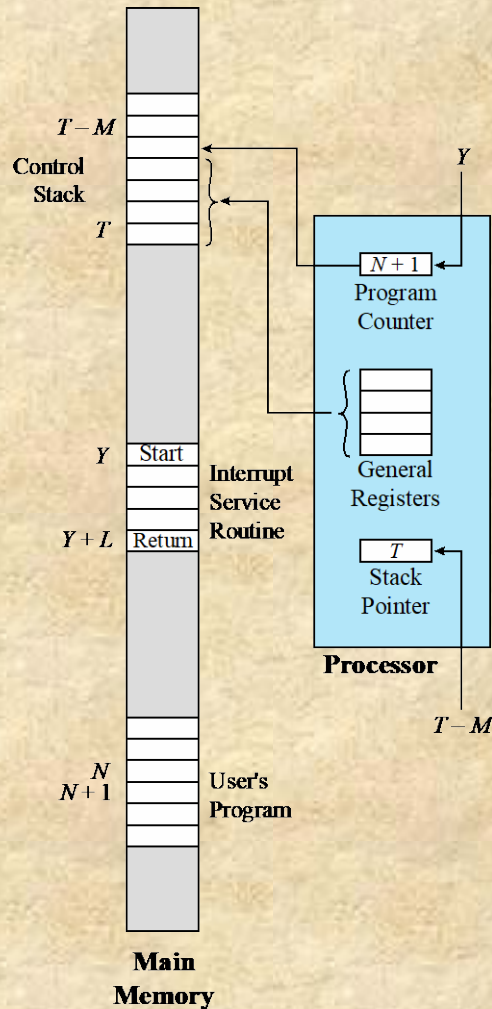 T – M
Control
Stack
T
Y
N + 1
Program
Counter
General
Registers
T
Stack
Pointer
Processor
T – M
Y
Start
Interrupt
Service
Routine
Y + L
Return
N
N + 1
User's
Program
Main
Memory